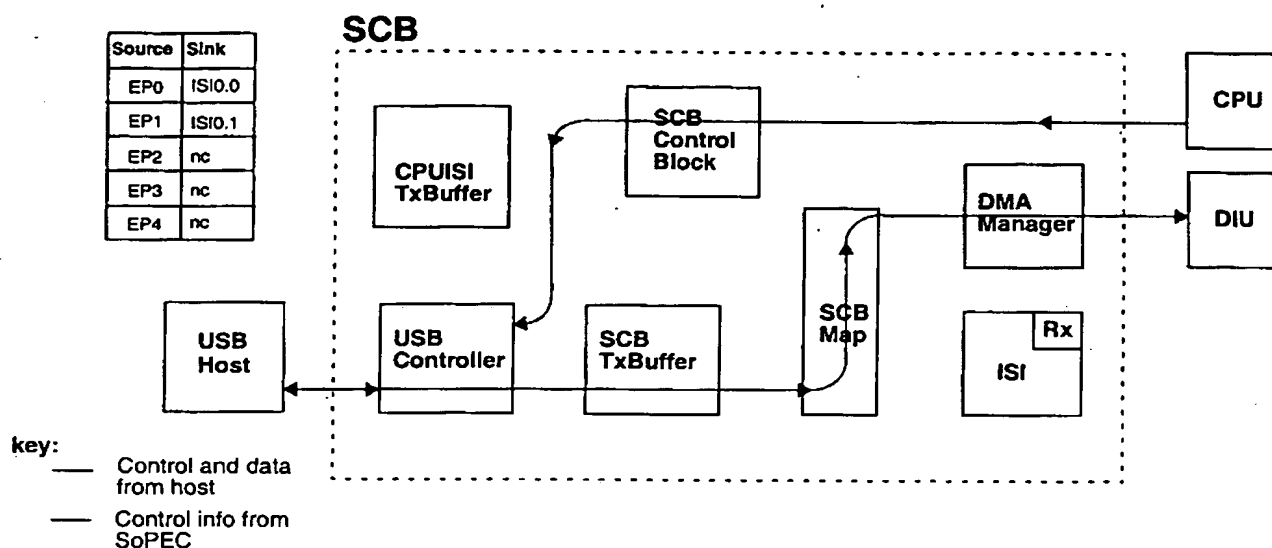 SCB
Source Sink
EP0 ISI0.0
EP1 ISI0.1
EP2 nc
EP3 nc
EP4 nc
CPUISI
TxBuffer
SCB
Control
Block
CPU
DMA
Manager
DIU
USB
Host
USB
Controller
SCB
TxBuffer
SCB
Map
Rx
ISI
key:
Control and data
from host
Control info from
SoPEC